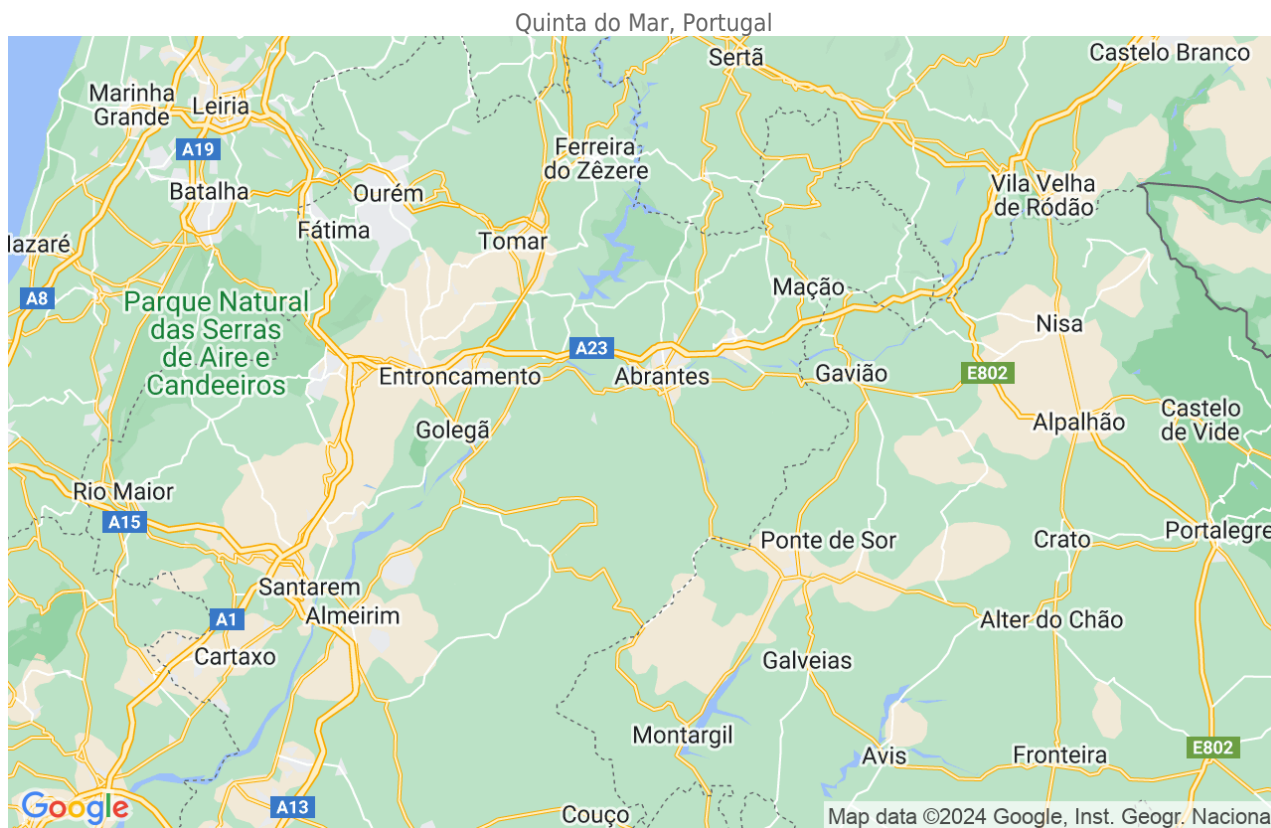 Quinta do Mar, Portugal
Sertã
Castelo Branco
Marinha
Grande
Leiria
A19
Ferreira
do Zêzere
Batalha
Ourém
Vila Velha
de Ródão
Fátima
Tomar
Nazaré
A8
Mação
Parque Natural
das Serras
de Aire e
Candeeiros
Nisa
A23
Entroncamento
Abrantes
Gavião
E802
Golegã
Alpalhão
Castelo
de Vide
Rio Maior
A15
Ponte de Sor
Crato
Portalegre
Santarem
Almeirim
A1
Alter do Chão
Cartaxo
Galveias
Montargil
Avis
Fronteira
E802
Google
A13
Couço
Map data ©2024 Google, Inst. Geogr. Naciona